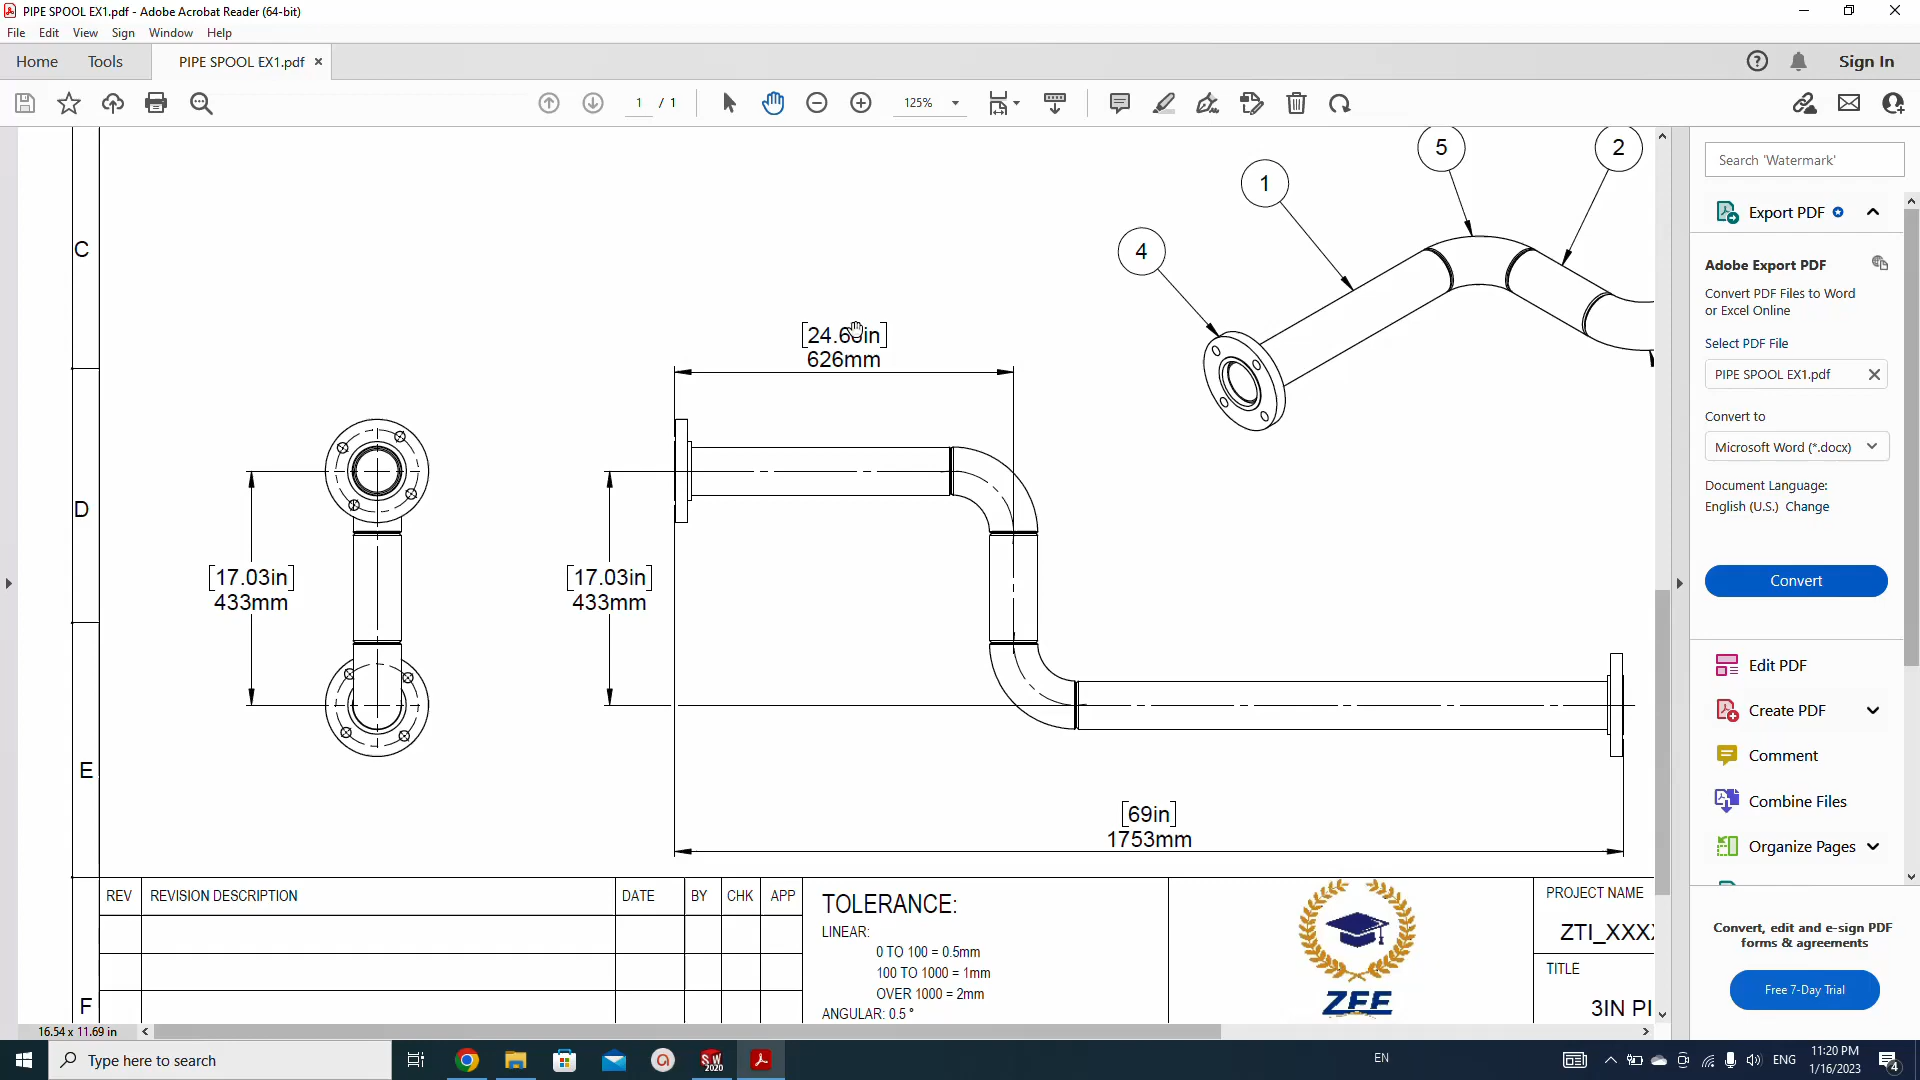 PIPE SPOOL EX1.pdf - Adobe Acrobat Reader (64-bit)
File Edit View Sign Window Help
Home Tools PIPE SPOOL EX1.pdf Sign In
1 / 1 125%
Search 'Watermark'
Export PDF
Adobe Export PDF
Convert PDF Files to Word
or Excel Online
Select PDF File
PIPE SPOOL EX1.pdf
Convert to
Microsoft Word (*.docx)
Document Language:
English (U.S.) Change
Convert
Edit PDF
Create PDF
Comment
Combine Files
Organize Pages
Convert, edit and e-sign PDF
forms & agreements
Free 7-Day Trial
C
D
E
F
5
2
1
4
626mm
[17.03in]
433mm
[17.03in]
433mm
[69in]
1753mm
REV REVISION DESCRIPTION DATE BY CHK APP
TOLERANCE:
LINEAR:
0 TO 100 = 0.5mm
100 TO 1000 = 1mm
OVER 1000 = 2mm
ANGULAR: 0.5 °
ZEE
PROJECT NAME
TITLE
3IN
16.54 x 11.69 in
Type here to search
SW
2020
EN
ENG
11:20 PM
1/16/2023
4